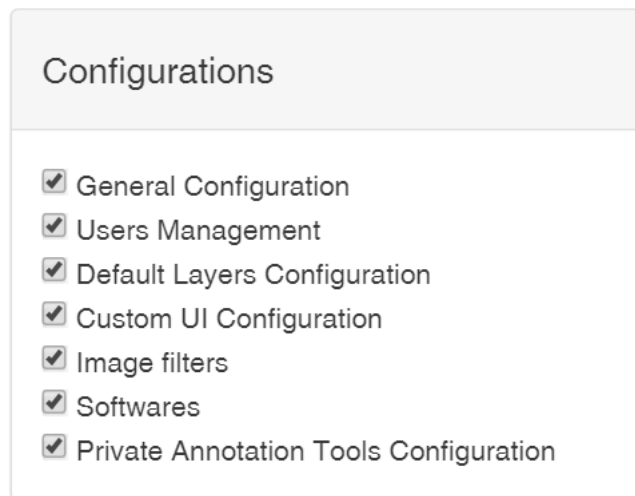 Configurations
General Configuration
Users Management
Default Layers Configuration
Custom UI Configuration
Image filters
Softwares
Private Annotation Tools Configuration